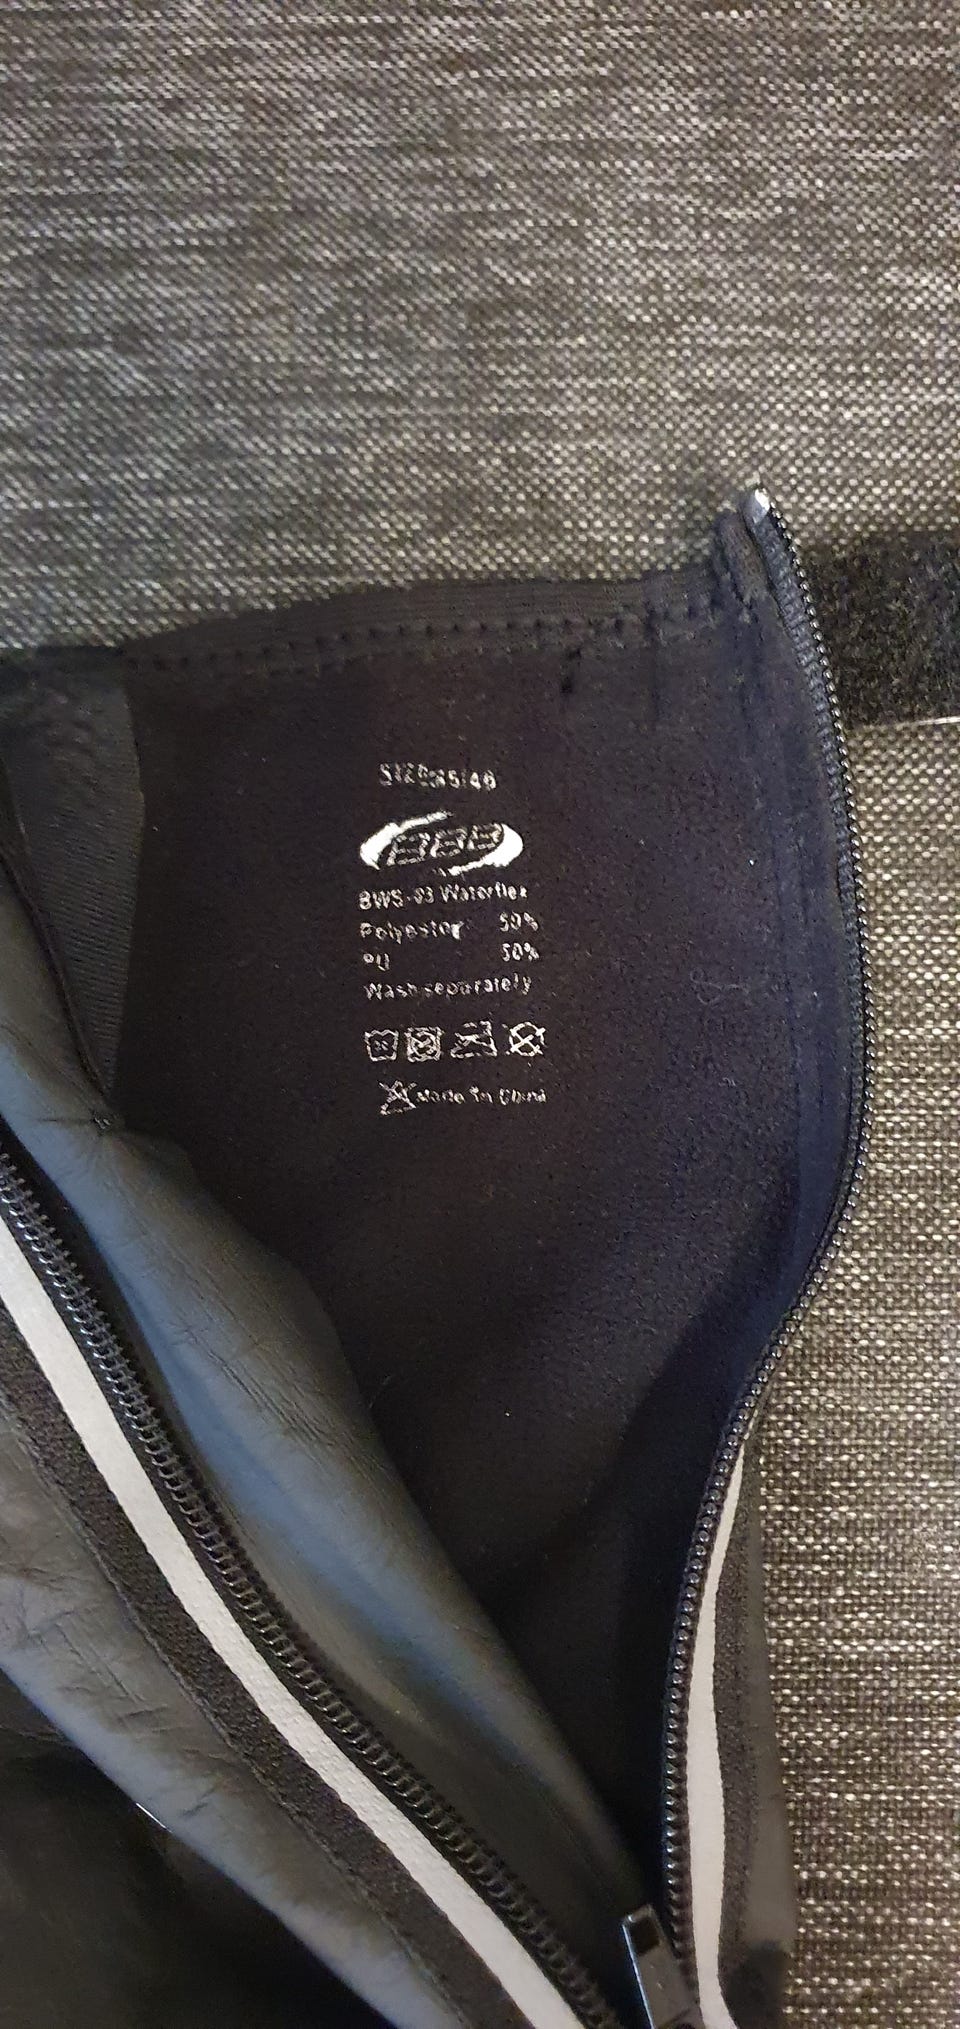 SIZE:45/46
BBB
BWS-03 Waterflex
Polyester 50%
PU 50%
Wash separately
Made in China